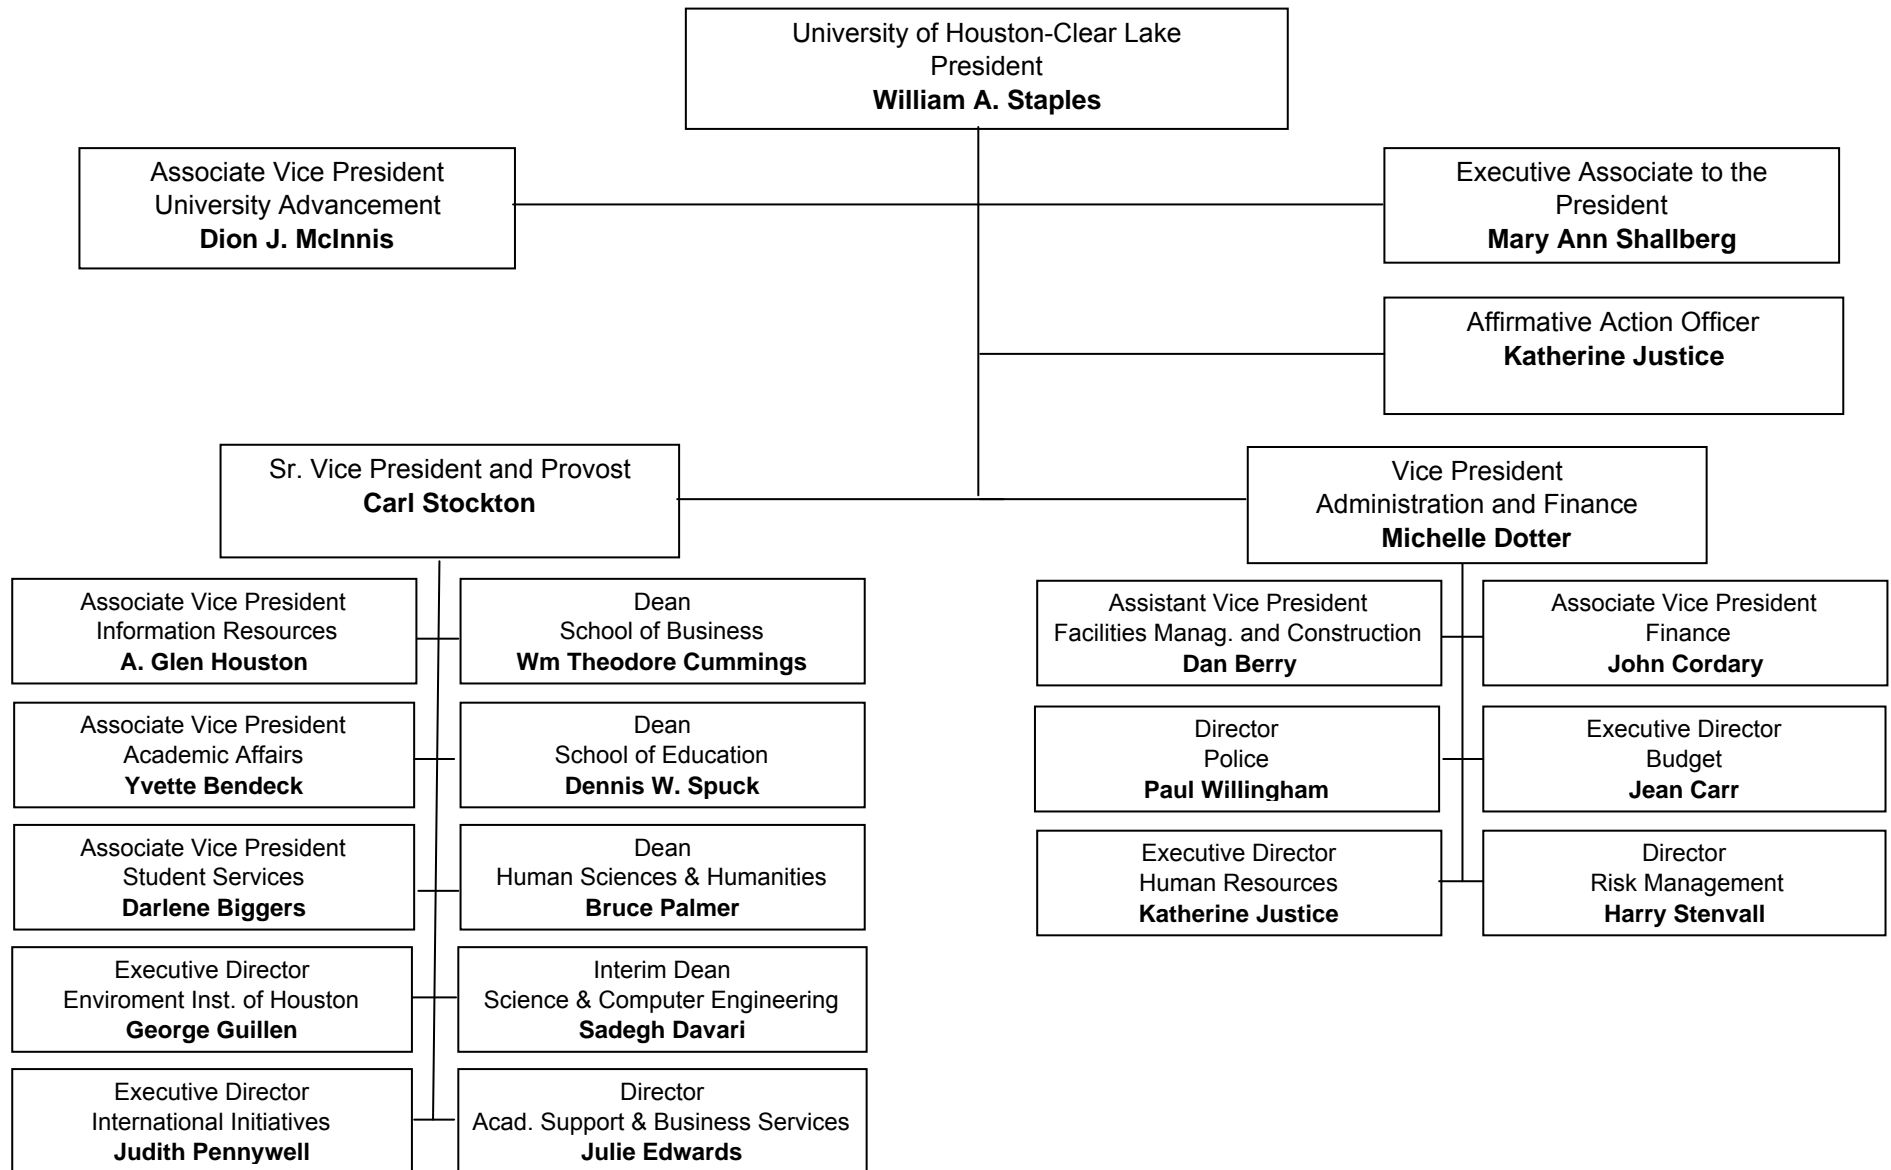 University of Houston-Clear Lake
President
William A. Staples
Associate Vice President
University Advancement
Dion J. McInnis
Executive Associate to the
President
Mary Ann Shallberg
Affirmative Action Officer
Katherine Justice
Sr. Vice President and Provost
Carl Stockton
Vice President
Administration and Finance
Michelle Dotter
Associate Vice President
Information Resources
A. Glen Houston
Dean
School of Business
Wm Theodore Cummings
Assistant Vice President
Facilities Manag. and Construction
Dan Berry
Associate Vice President
Finance
John Cordary
Associate Vice President
Academic Affairs
Yvette Bendeck
Dean
School of Education
Dennis W. Spuck
Director
Police
Paul Willingham
Executive Director
Budget
Jean Carr
Associate Vice President
Student Services
Darlene Biggers
Dean
Human Sciences & Humanities
Bruce Palmer
Executive Director
Human Resources
Katherine Justice
Director
Risk Management
Harry Stenvall
Executive Director
Enviroment Inst. of Houston
George Guillen
Interim Dean
Science & Computer Engineering
Sadegh Davari
Executive Director
International Initiatives
Judith Pennywell
Director
Acad. Support & Business Services
Julie Edwards